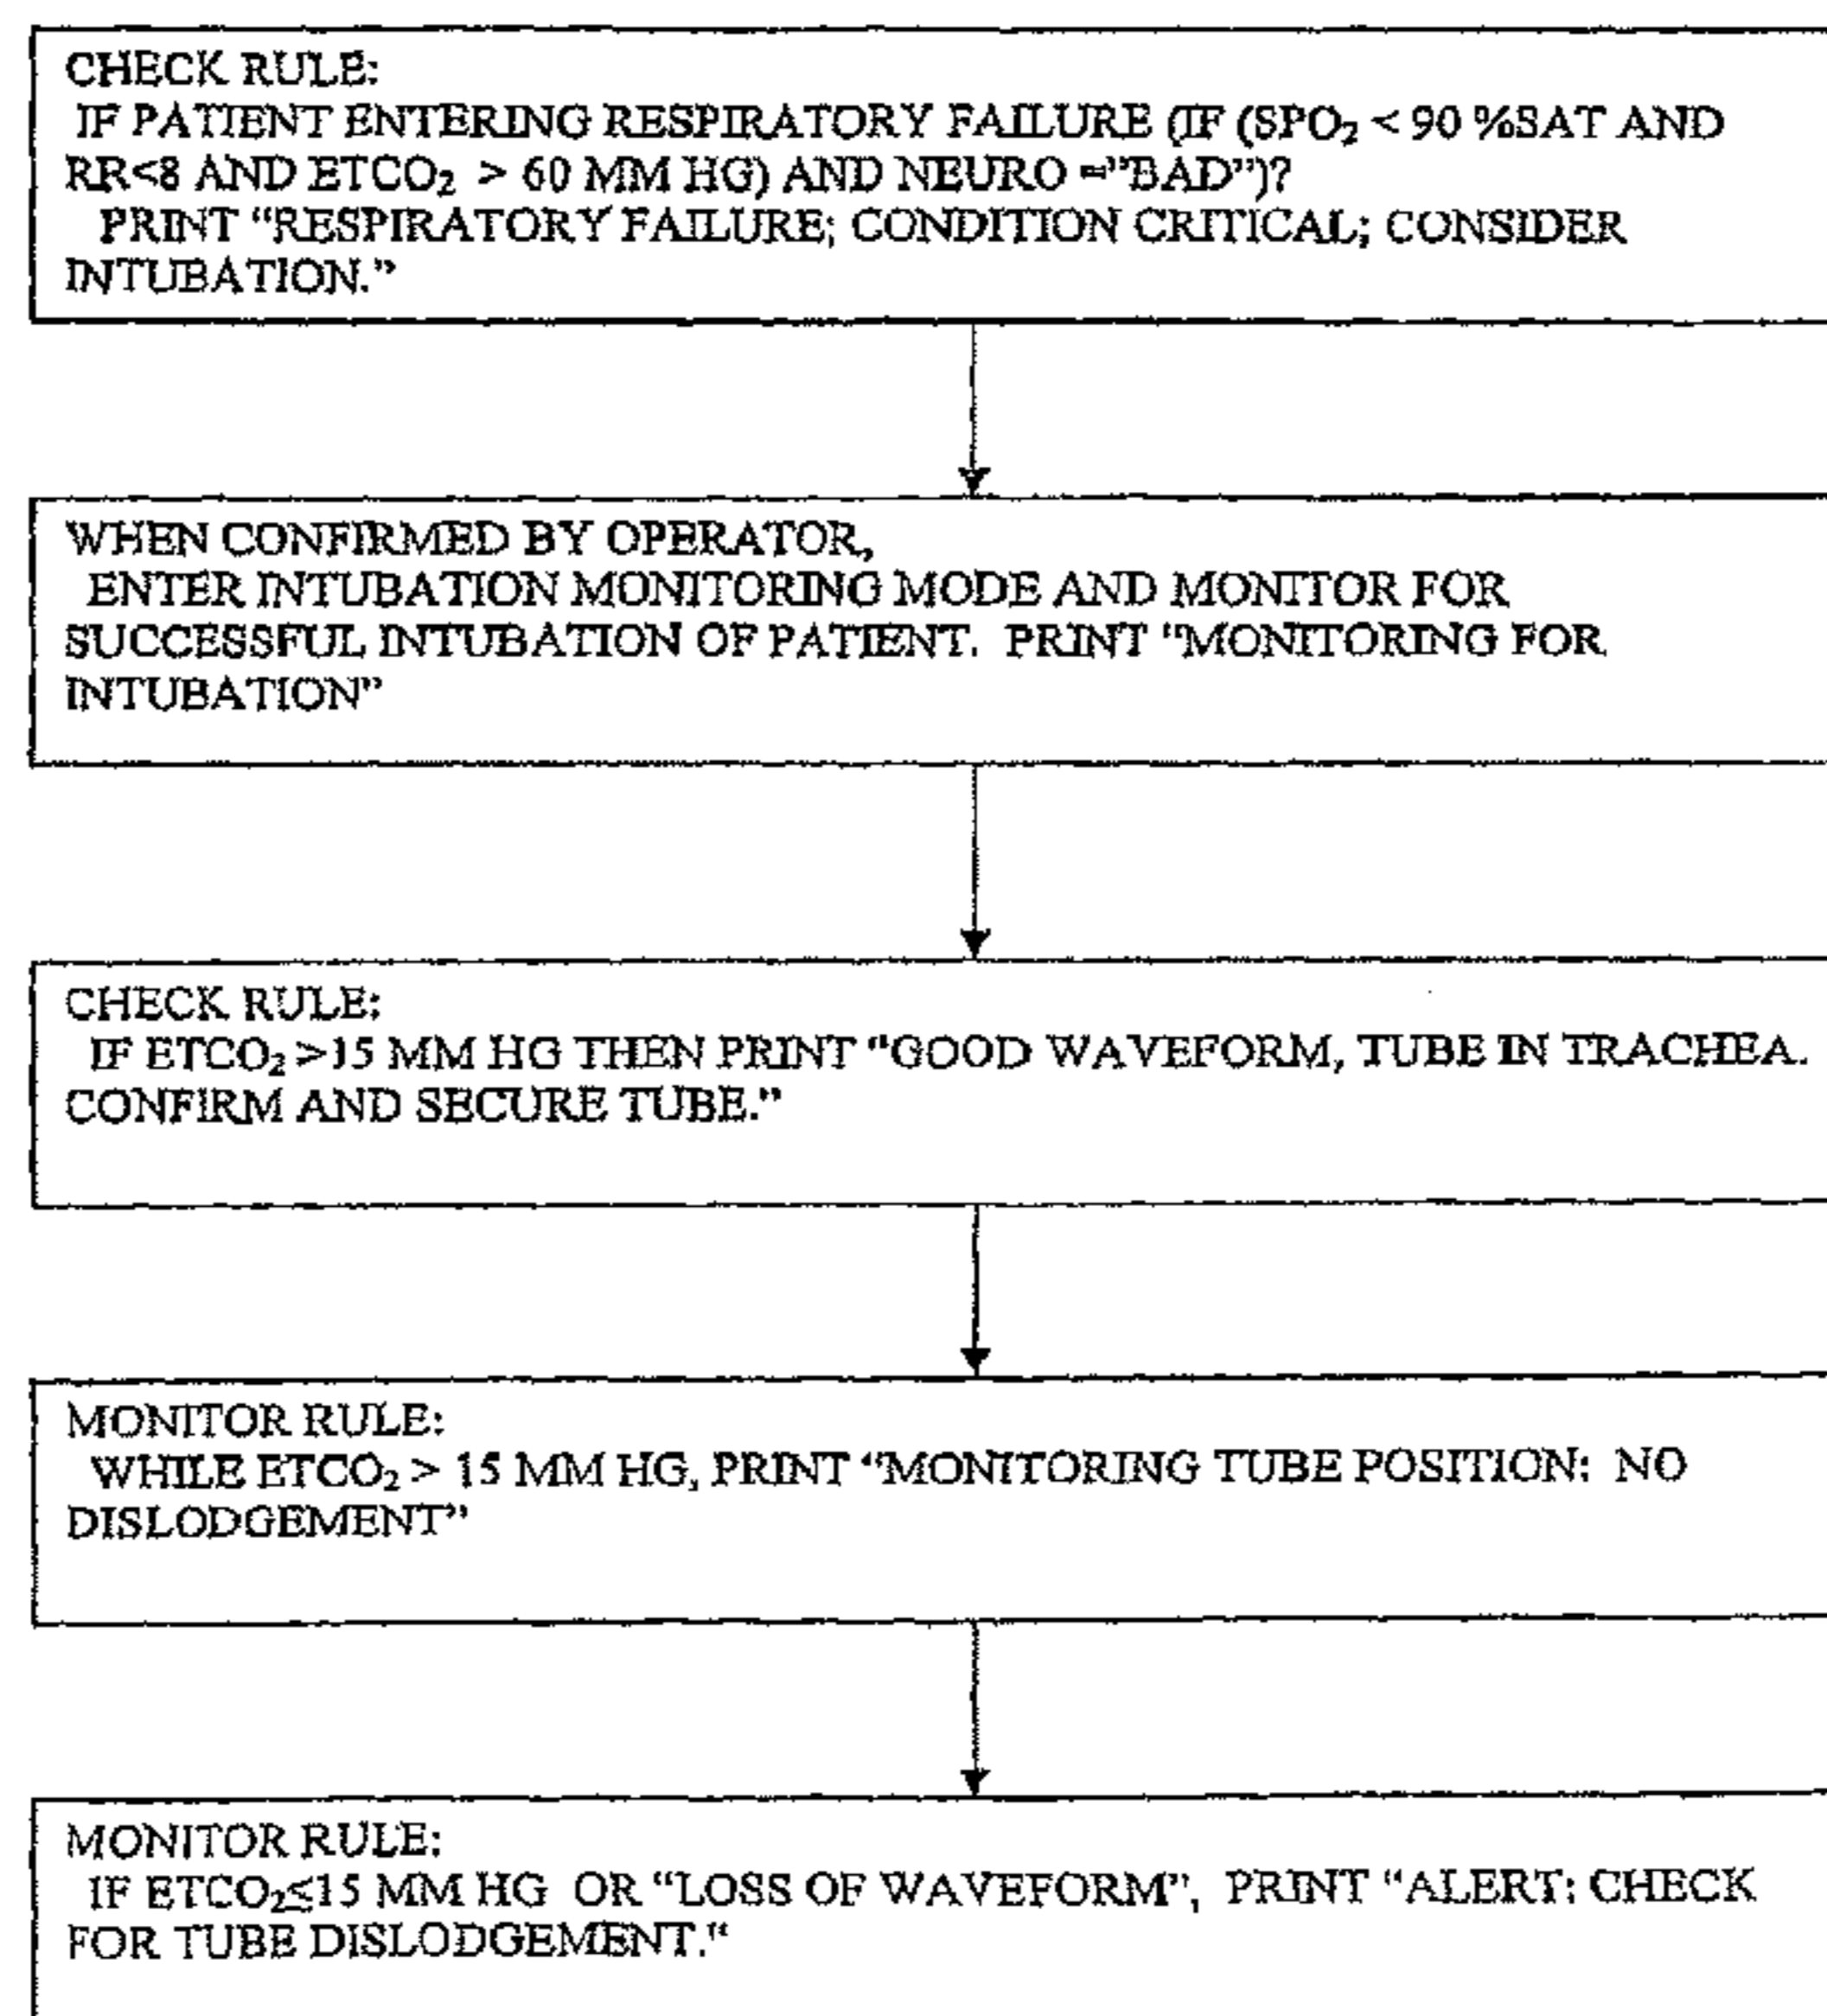 CHECK RULE:
IF PATIENT ENTERING RESPIRATORY FAILURE (IF (SPO₂ < 90 %SAT AND
RR<8 AND ETCO₂ > 60 MM HG) AND NEURO ="BAD")?
PRINT "RESPIRATORY FAILURE; CONDITION CRITICAL; CONSIDER
INTUBATION."
WHEN CONFIRMED BY OPERATOR,
ENTER INTUBATION MONITORING MODE AND MONITOR FOR
SUCCESSFUL INTUBATION OF PATIENT. PRINT "MONITORING FOR
INTUBATION"
CHECK RULE:
IF ETCO₂ >15 MM HG THEN PRINT "GOOD WAVEFORM, TUBE IN TRACHEA.
CONFIRM AND SECURE TUBE."
MONITOR RULE:
WHILE ETCO₂ > 15 MM HG, PRINT "MONITORING TUBE POSITION: NO
DISLODGEMENT"
MONITOR RULE:
IF ETCO₂≤15 MM HG OR "LOSS OF WAVEFORM", PRINT "ALERT: CHECK
FOR TUBE DISLODGEMENT."